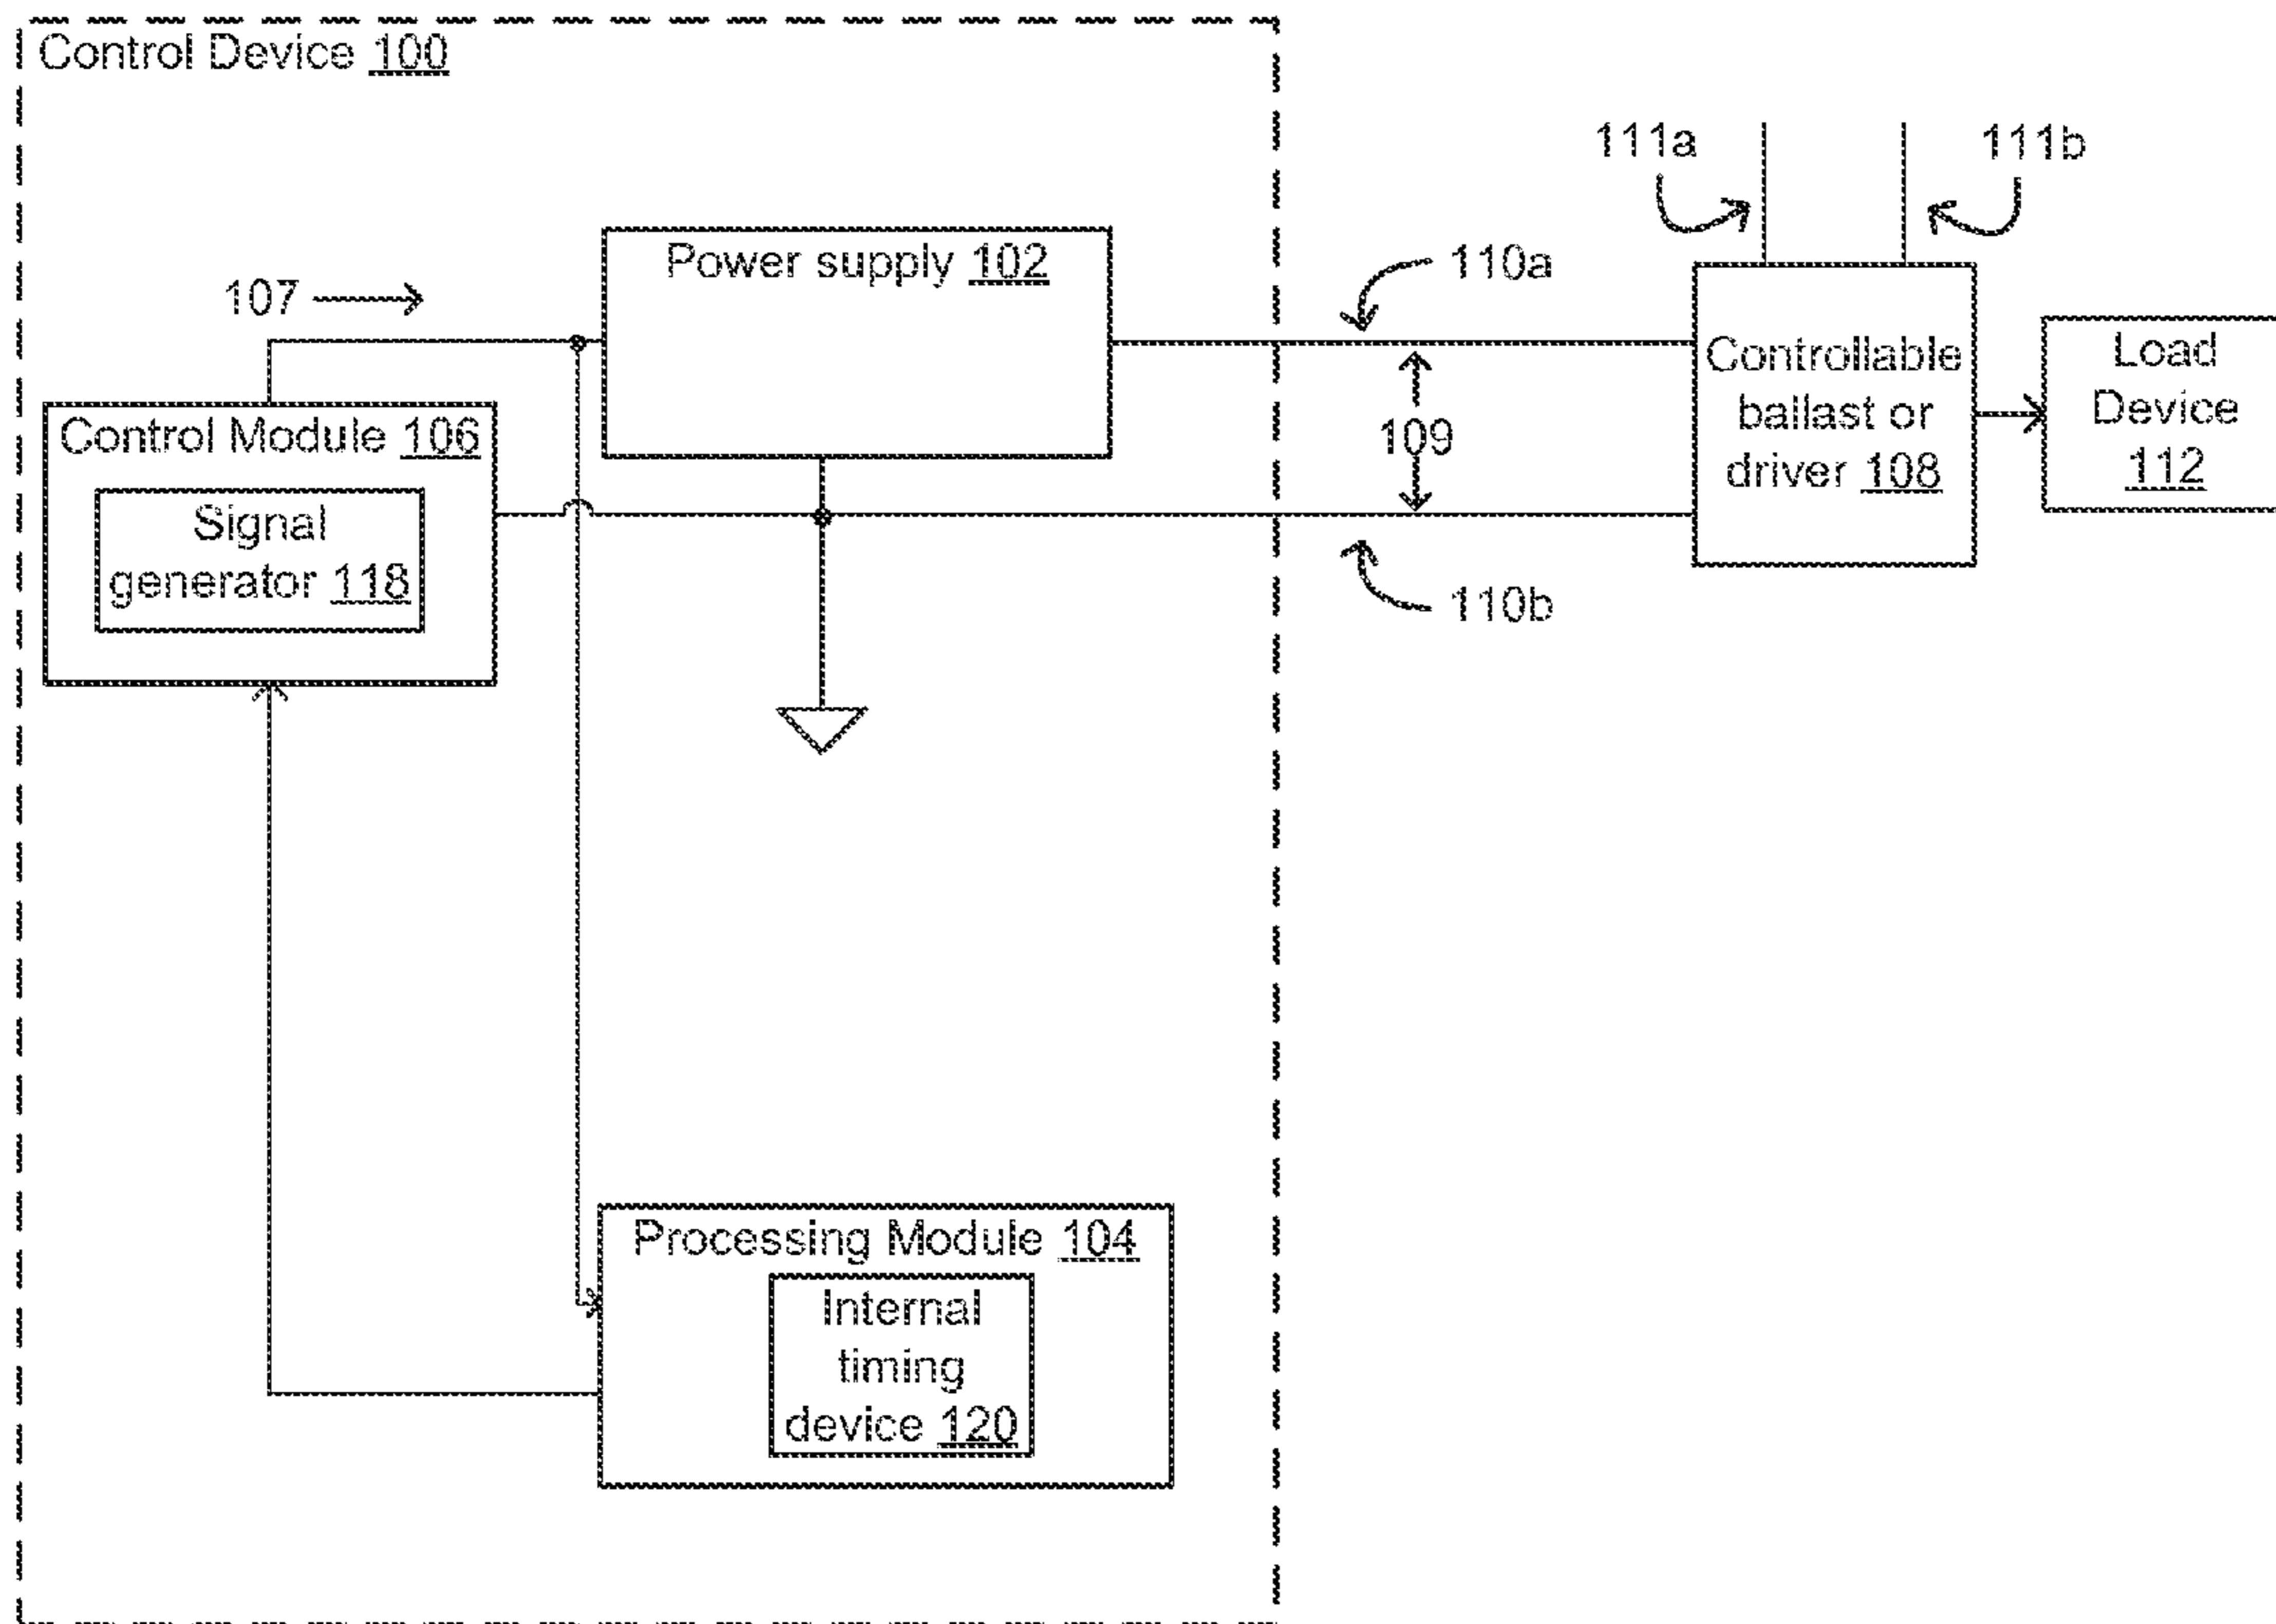 Control Device 100
111a
111b
Power supply 102
110a
107
Controllable
ballast or
driver 108
Load
Device
112
109
Control Module 106
Signal
generator 118
110b
Processing Module 104
Internal
timing
device 120